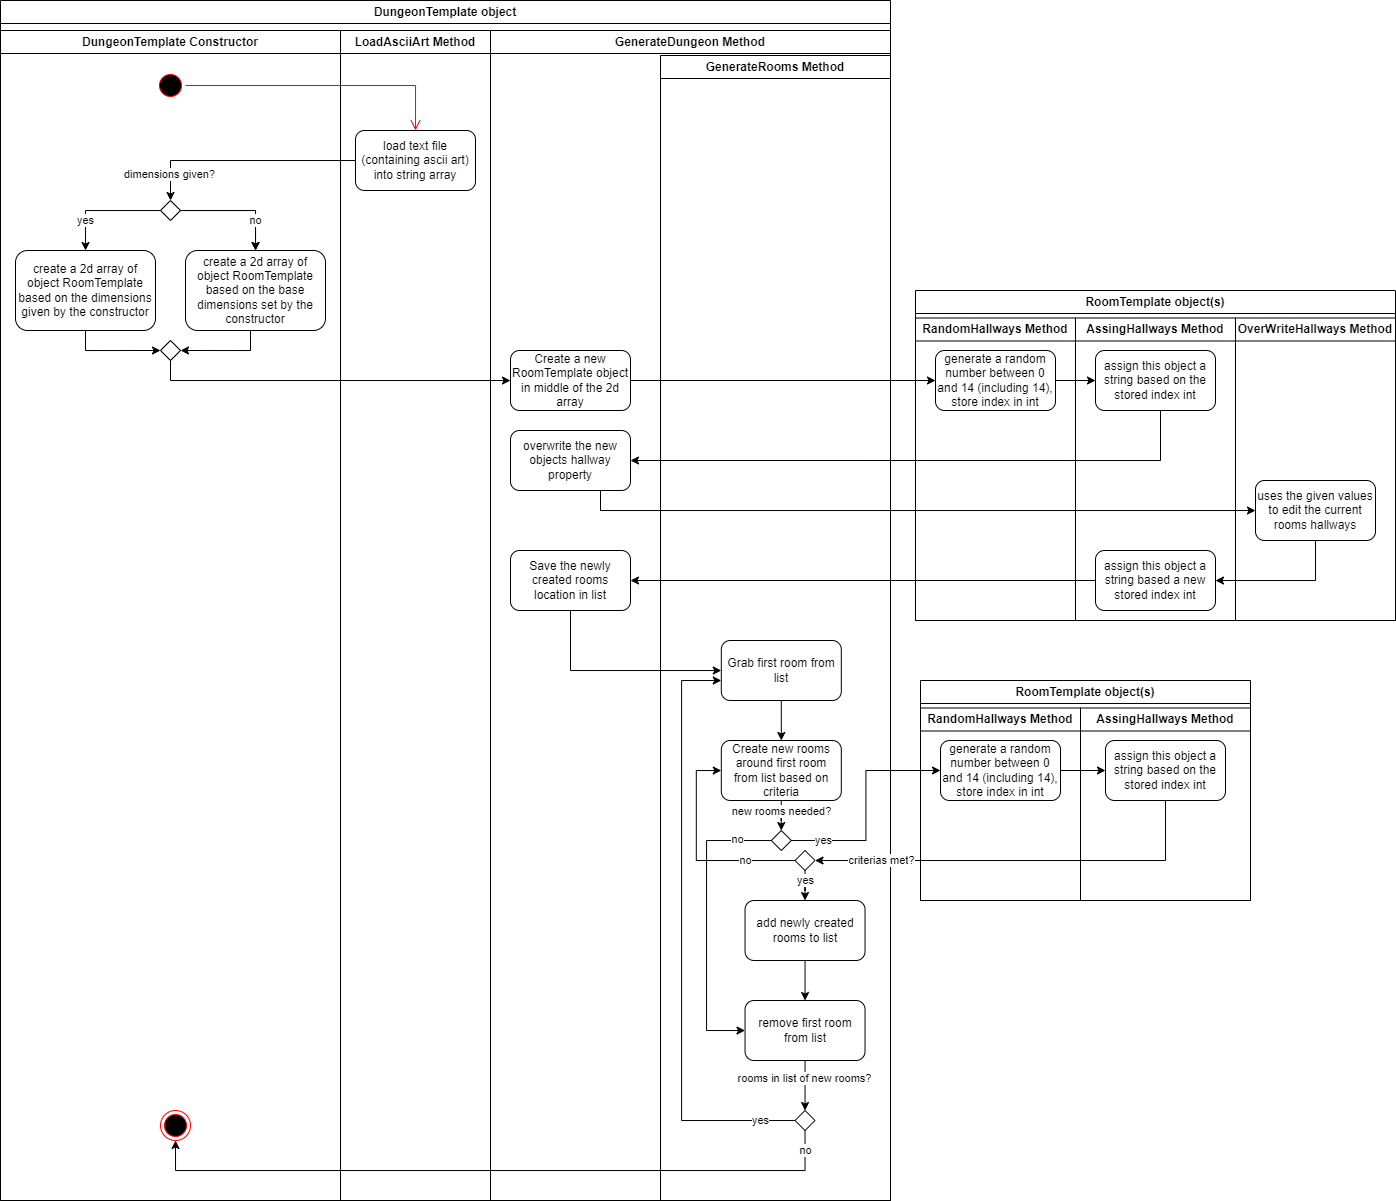 DungeonTemplate object
DungeonTemplate Constructor
LoadAsciiArt Method
GenerateDungeon Method
GenerateRooms Method
load text file
(containing ascii art)
into string array
dimensions given?
yes
no
create a 2d array of
object RoomTemplate
based on the dimensions
given by the constructor
create a 2d array of
object RoomTemplate
based on the base
dimensions set by the
constructor
RoomTemplate object(s)
RandomHallways Method
AssingHallways Method
OverWriteHallways Method
Create a new
RoomTemplate object
in middle of the 2d
array
generate a random
number between 0
and 14 (including 14),
store index in int
assign this object a
string based on the
stored index int
overwrite the new
objects hallway
property
uses the given values
to edit the current
rooms hallways
Save the newly
created rooms
location in list
assign this object a
string based a new
stored index int
Grab first room from
list
RoomTemplate object(s)
RandomHallways Method
AssingHallways Method
Create new rooms
around first room
from list based on
criteria
generate a random
number between 0
and 14 (including 14),
store index in int
assign this object a
string based on the
stored index int
new rooms needed?
no
yes
no
criterias met?
yes
add newly created
rooms to list
remove first room
from list
rooms in list of new rooms?
yes
no